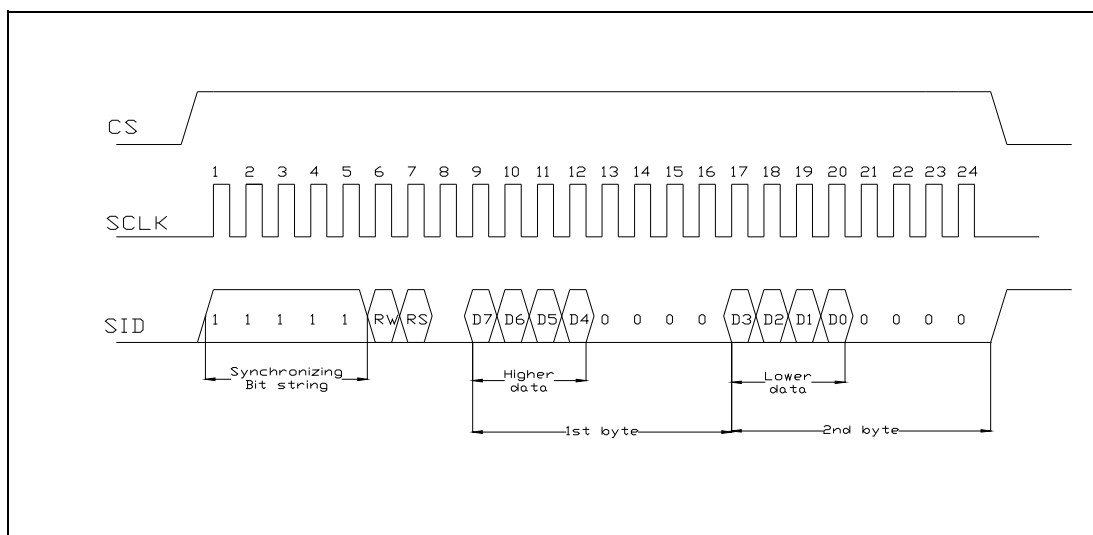 CS
1 2 3 4 5 6 7 8 9 10 11 12 13 14 15 16 17 18 19 20 21 22 23 24
SCLK
SID 1 1 1 1 1 RW RS D7 D6 D5 D4 0 0 0 0 D3 D2 D1 D0 0 0 0 0
Synchronizing
Bit string
Higher
data
Lower
data
1st byte
2nd byte